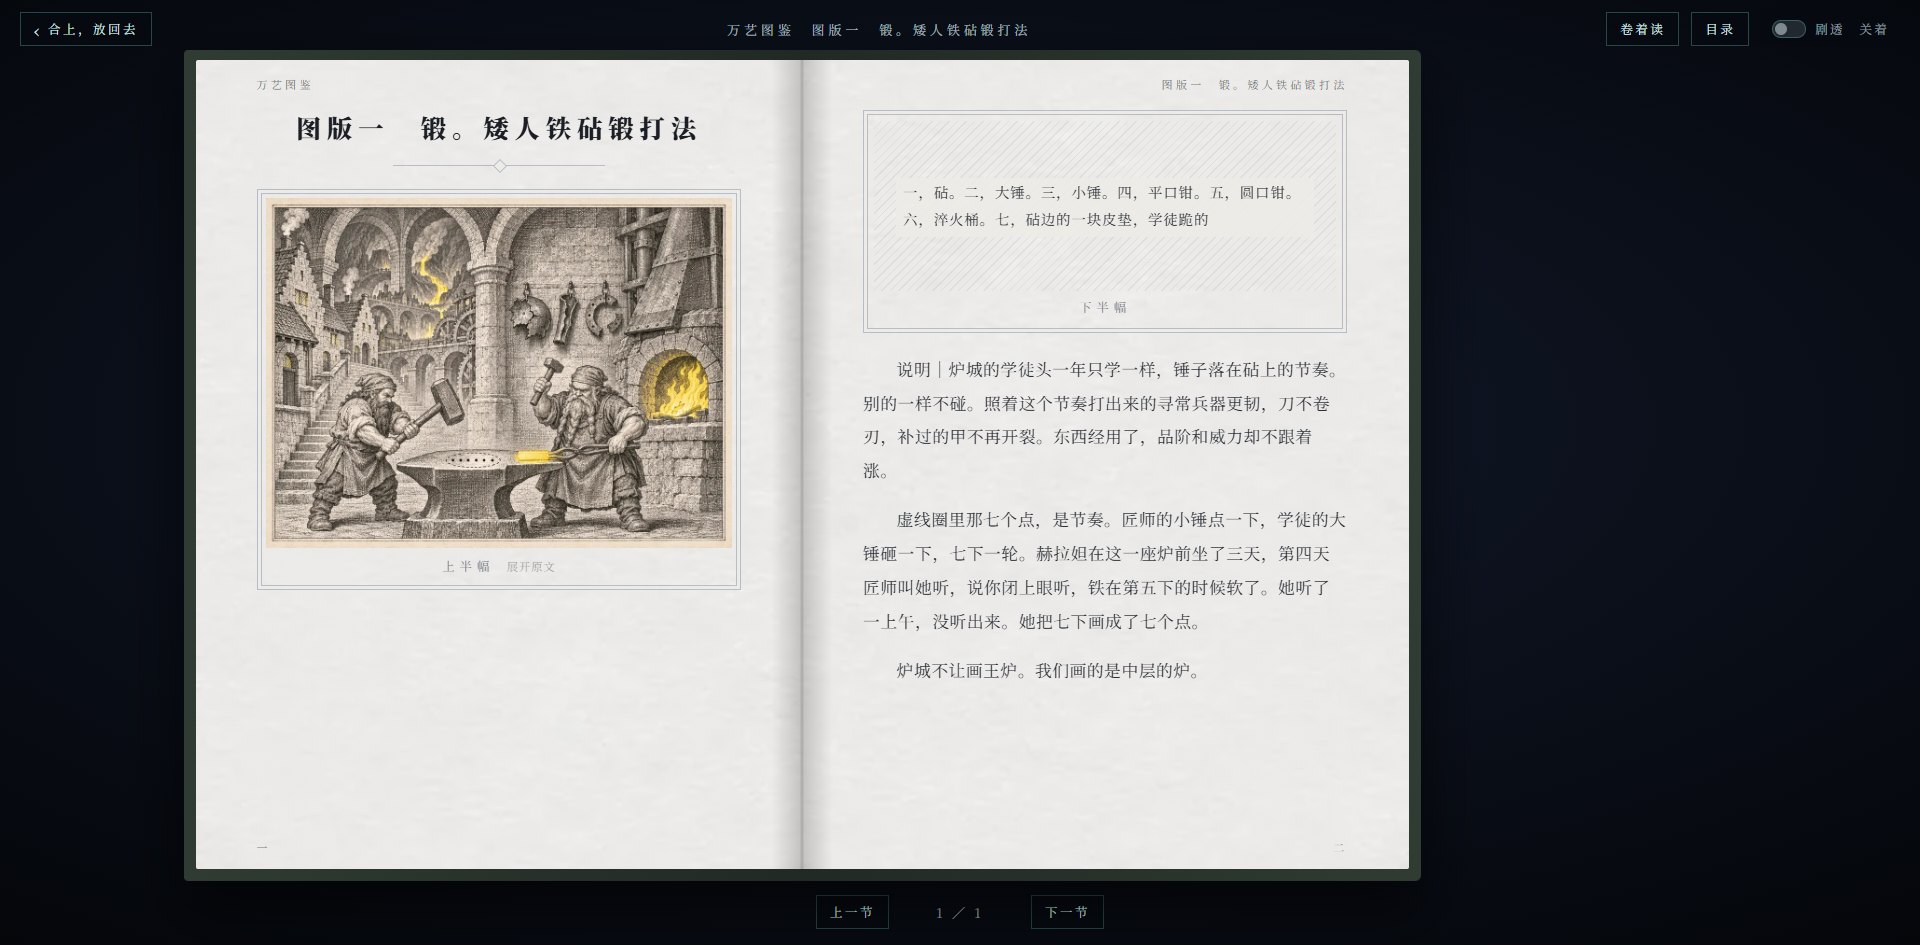 ‹ 合上，放回去
万艺图鉴　图版一　锻。矮人铁砧锻打法
卷着读
目录
剧透　关着
万艺图鉴
图版一　锻。矮人铁砧锻打法
上半幅　展开原文
一
图版一　锻。矮人铁砧锻打法
一，砧。二，大锤。三，小锤。四，平口钳。五，圆口钳。
六，淬火桶。七，砧边的一块皮垫，学徒跪的
下半幅
说明｜炉城的学徒头一年只学一样，锤子落在砧上的节奏。
别的一样不碰。照着这个节奏打出来的寻常兵器更韧，刀不卷
刃，补过的甲不再开裂。东西经用了，品阶和威力却不跟着
涨。
虚线圈里那七个点，是节奏。匠师的小锤点一下，学徒的大
锤砸一下，七下一轮。赫拉妲在这一座炉前坐了三天，第四天
匠师叫她听，说你闭上眼听，铁在第五下的时候软了。她听了
一上午，没听出来。她把七下画成了七个点。
炉城不让画王炉。我们画的是中层的炉。
二
上一节
1 ／ 1
下一节